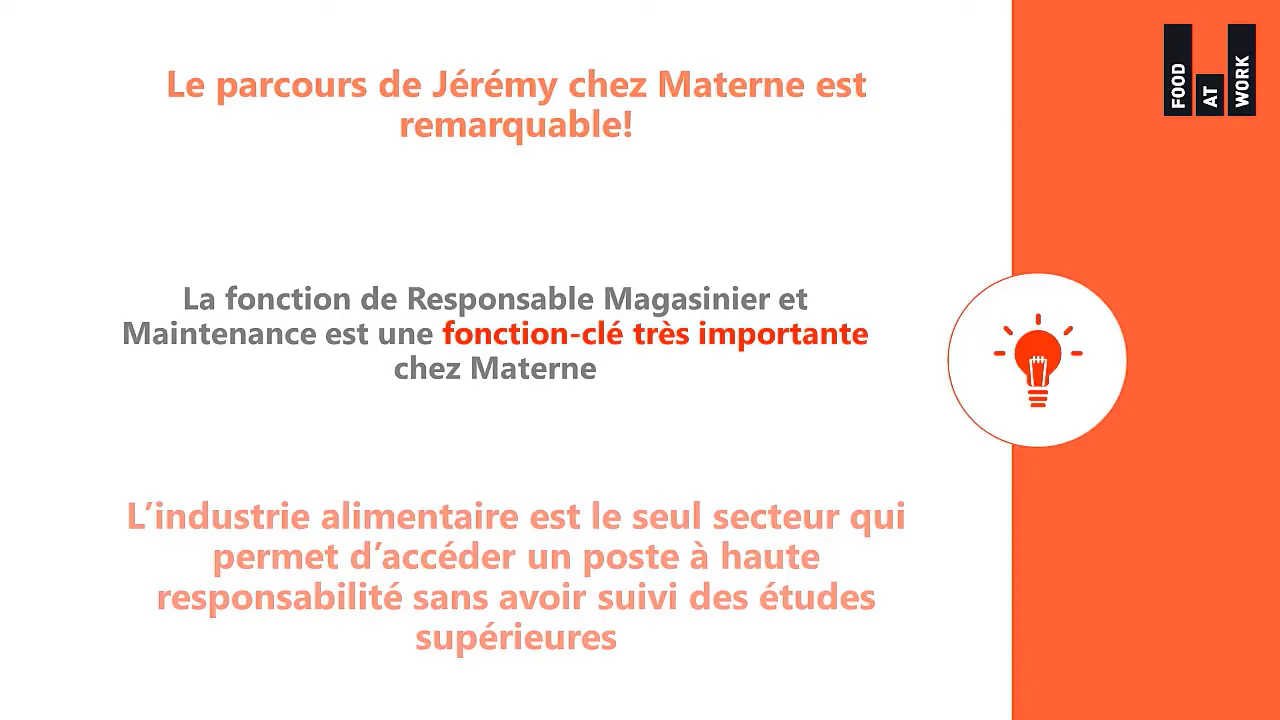 Le parcours de Jérémy chez Materne est
remarquable!
La fonction de Responsable Magasinier et
Maintenance est une fonction-clé très importante
chez Materne
L’industrie alimentaire est le seul secteur qui
permet d’accéder un poste à haute
responsabilité sans avoir suivi des études
supérieures
FOOD
AT
WORK